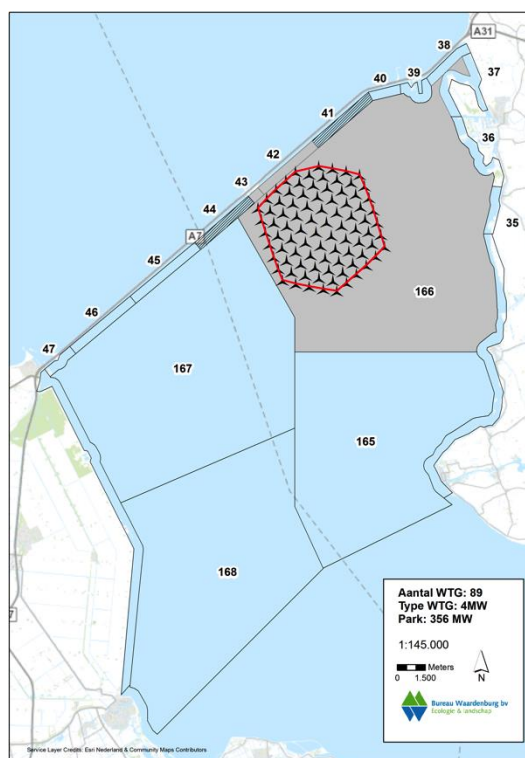 A31
38
37
39
40
41
36
42
43
44
35
A7
45
166
46
47
167
165
168
7
Aantal WTG: 89
Type WTG: 4MW
Park: 356 MW
1:145.000
Meters
0 1.500
N
Bureau Waardenburg bv
Ecologie & landschap
Service Layer Credits: Esri Nederland & Community Maps Contributors